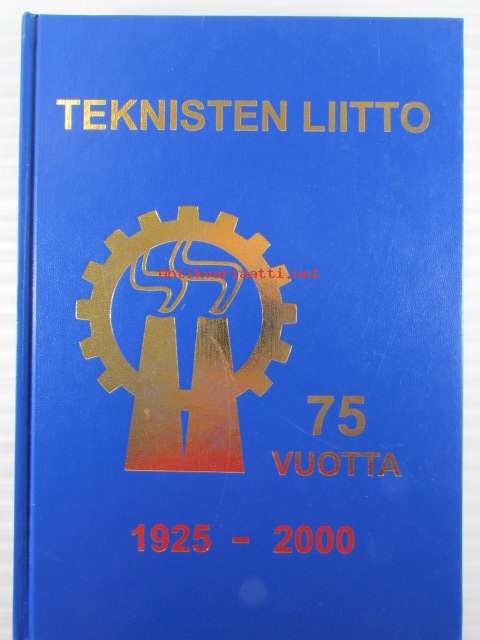 TEKNISTEN LIITTO
Antikvariaatti.net
75
VUOTTA
1925 - 2000